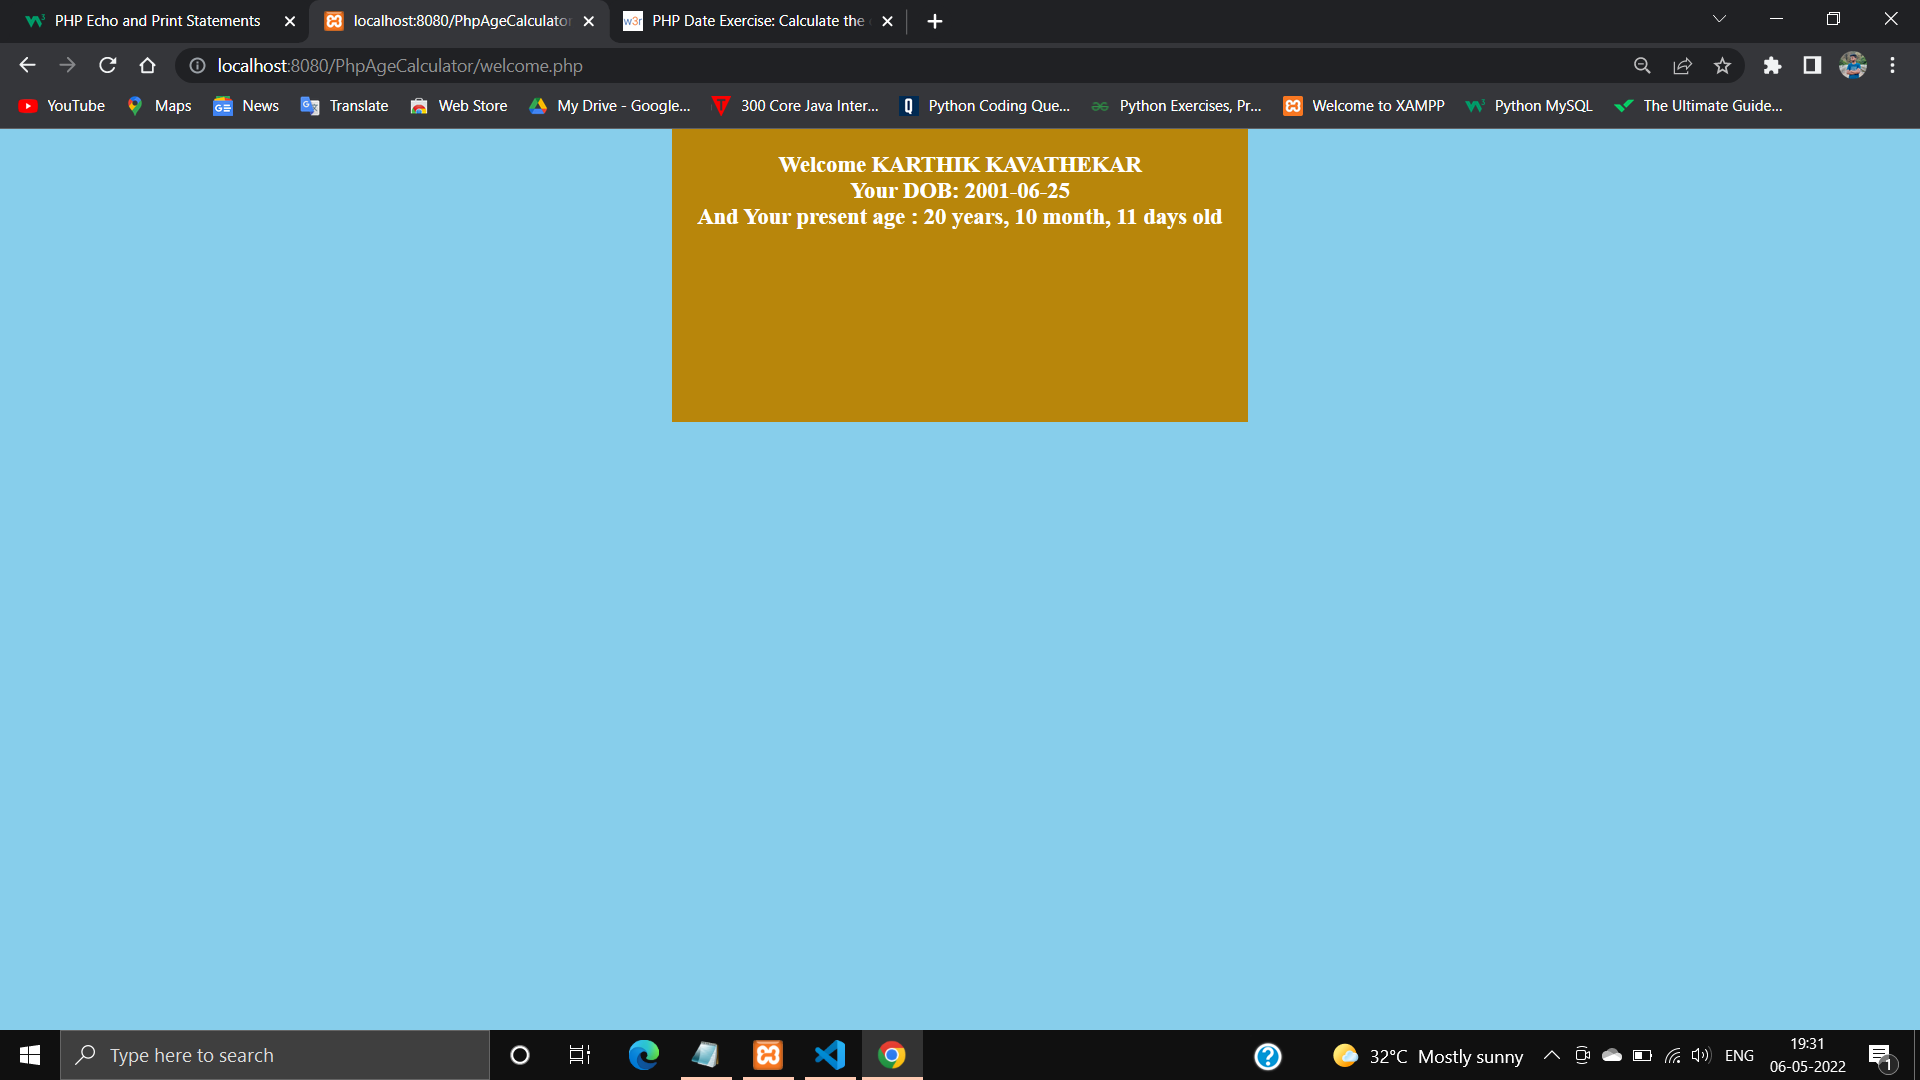 PHP Echo and Print Statements
localhost:8080/PhpAgeCalculator
PHP Date Exercise: Calculate the
localhost:8080/PhpAgeCalculator/welcome.php
YouTube
Maps
News
Translate
Web Store
My Drive - Google...
300 Core Java Inter...
Python Coding Que...
Python Exercises, Pr...
Welcome to XAMPP
Python MySQL
The Ultimate Guide...
Welcome KARTHIK KAVATHEKAR
Your DOB: 2001-06-25
And Your present age : 20 years, 10 month, 11 days old
Type here to search
32°C Mostly sunny
ENG
19:31
06-05-2022
1